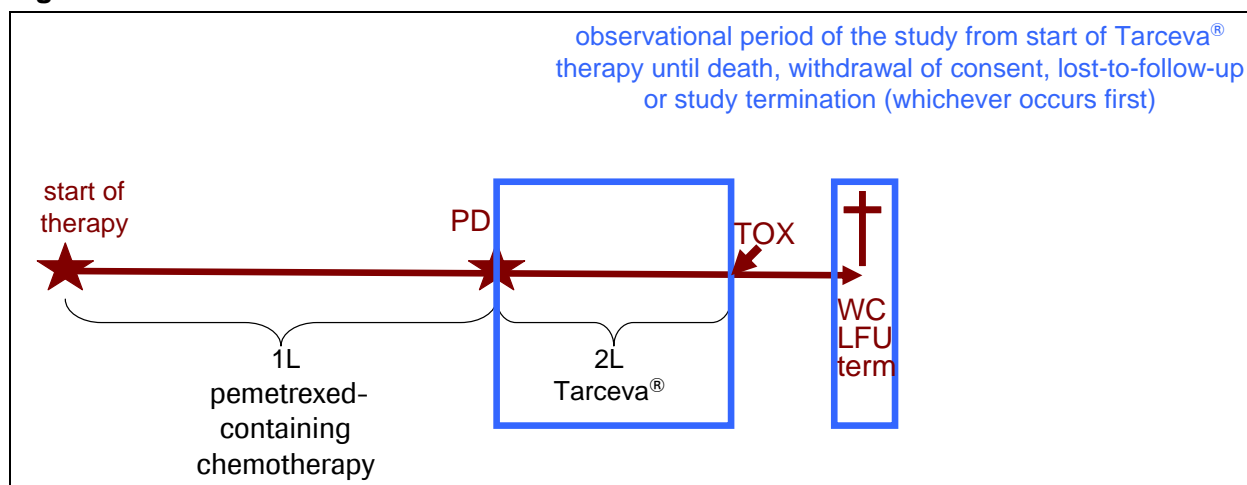 observational period of the study from start of Tarceva®
therapy until death, withdrawal of consent, lost-to-follow-up
or study termination (whichever occurs first)
start of
therapy
PD
TOX
WC
LFU
term
1L
pemetrexed-
containing
chemotherapy
2L
Tarceva®